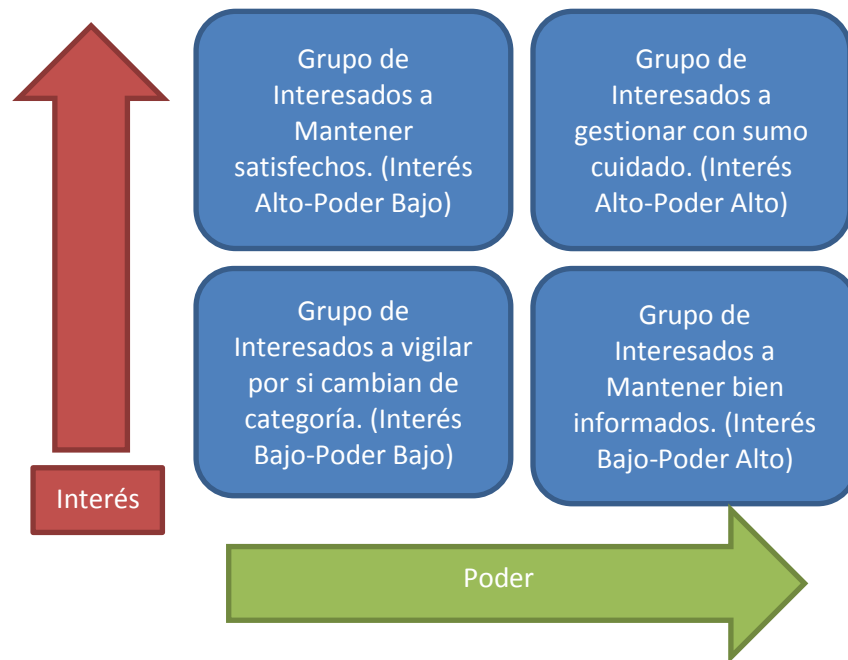 Grupo de
Interesados a
Mantener
satisfechos. (Interés
Alto-Poder Bajo)
Grupo de
Interesados a
gestionar con sumo
cuidado. (Interés
Alto-Poder Alto)
Grupo de
Interesados a vigilar
por si cambian de
categoría. (Interés
Bajo-Poder Bajo)
Grupo de
Interesados a
Mantener bien
informados. (Interés
Bajo-Poder Alto)
Interés
Poder